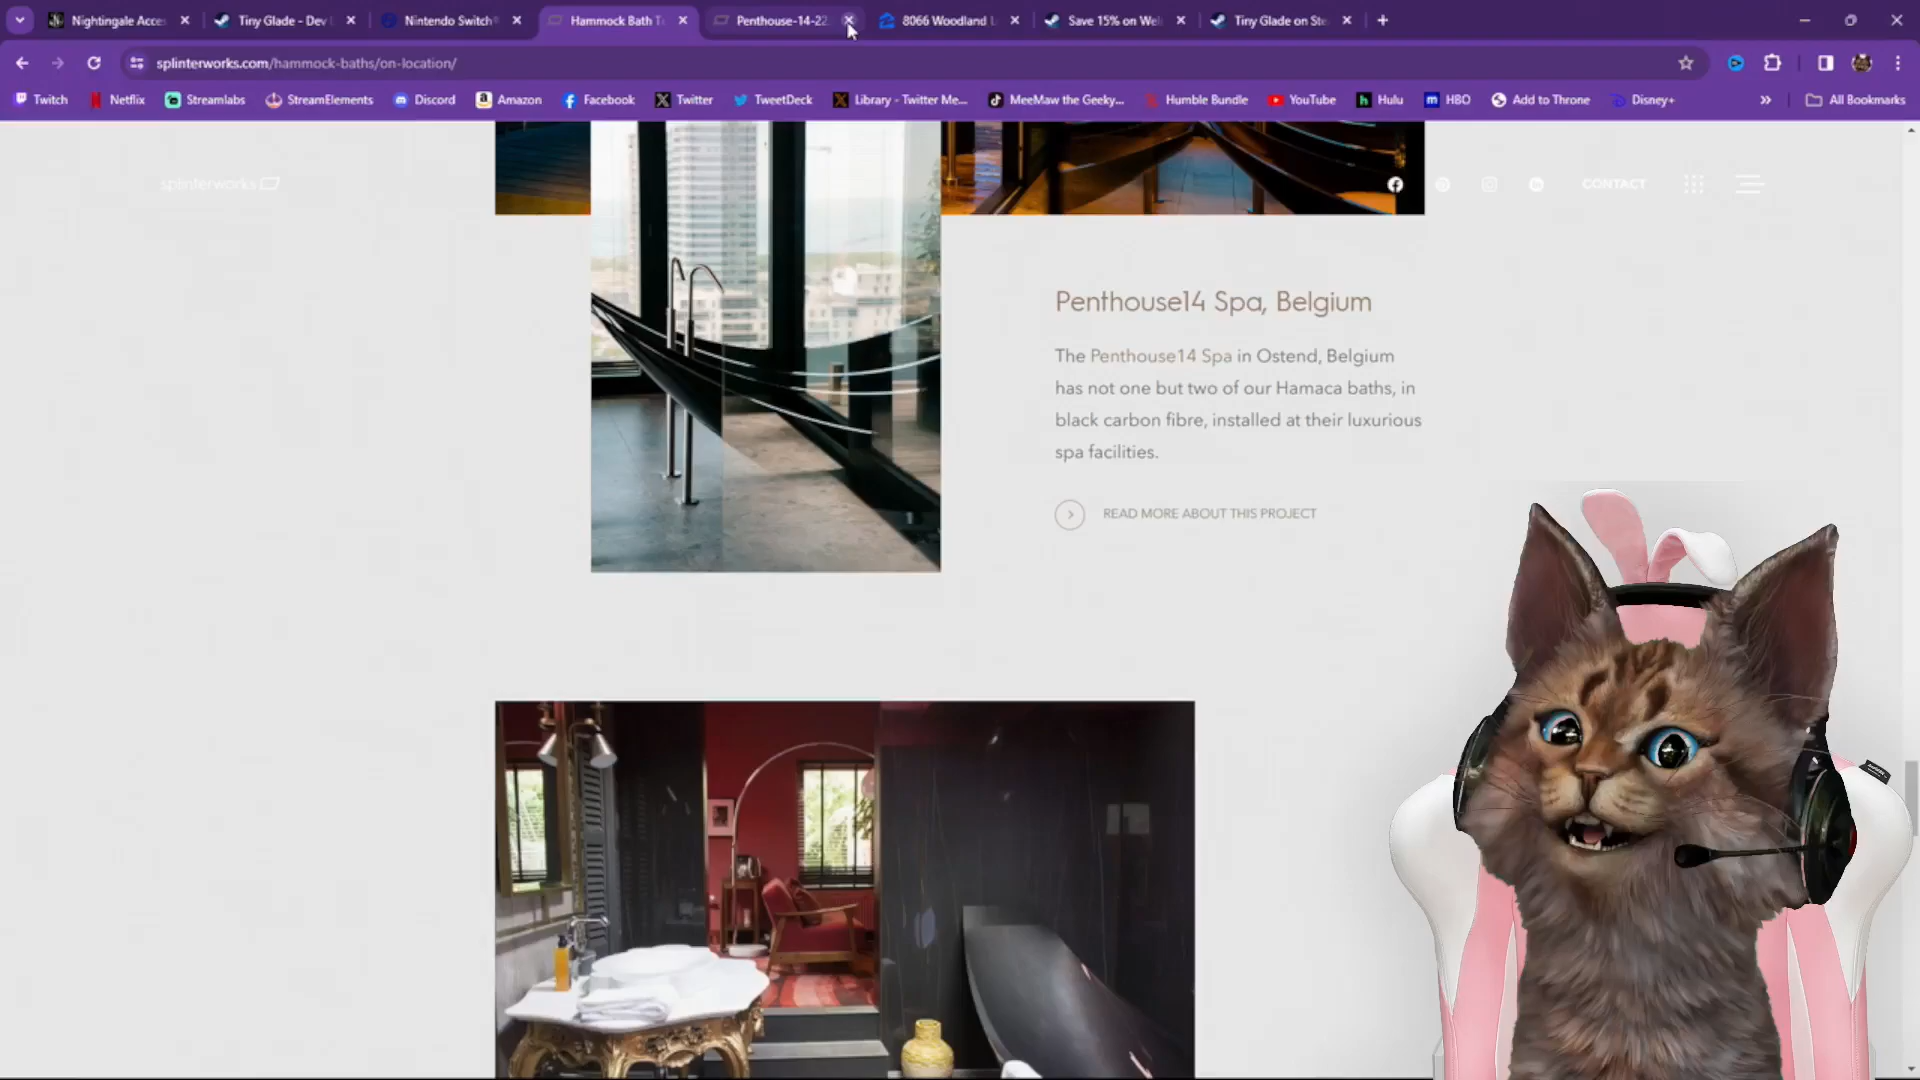 Nightingale Acces
Tiny Glade - Dev
Nintendo Switch
Hammock Bath T
Penthouse-14-22
8066 Woodland
Save 15% on Wel
Tiny Glade on Ste
splinterworks.com/hammock-baths/on-location/
Twitch
Netflix
Streamlabs
StreamElements
Discord
Amazon
Facebook
Twitter
TweetDeck
Library - Twitter Me...
MeeMaw the Geeky...
Humble Bundle
YouTube
Hulu
HBO
Add to Throne
Disney+
All Bookmarks
splinterworks
CONTACT
Penthouse14 Spa, Belgium
The Penthouse14 Spa in Ostend, Belgium
has not one but two of our Hamaca baths, in
black carbon fibre, installed at their luxurious
spa facilities.
READ MORE ABOUT THIS PROJECT